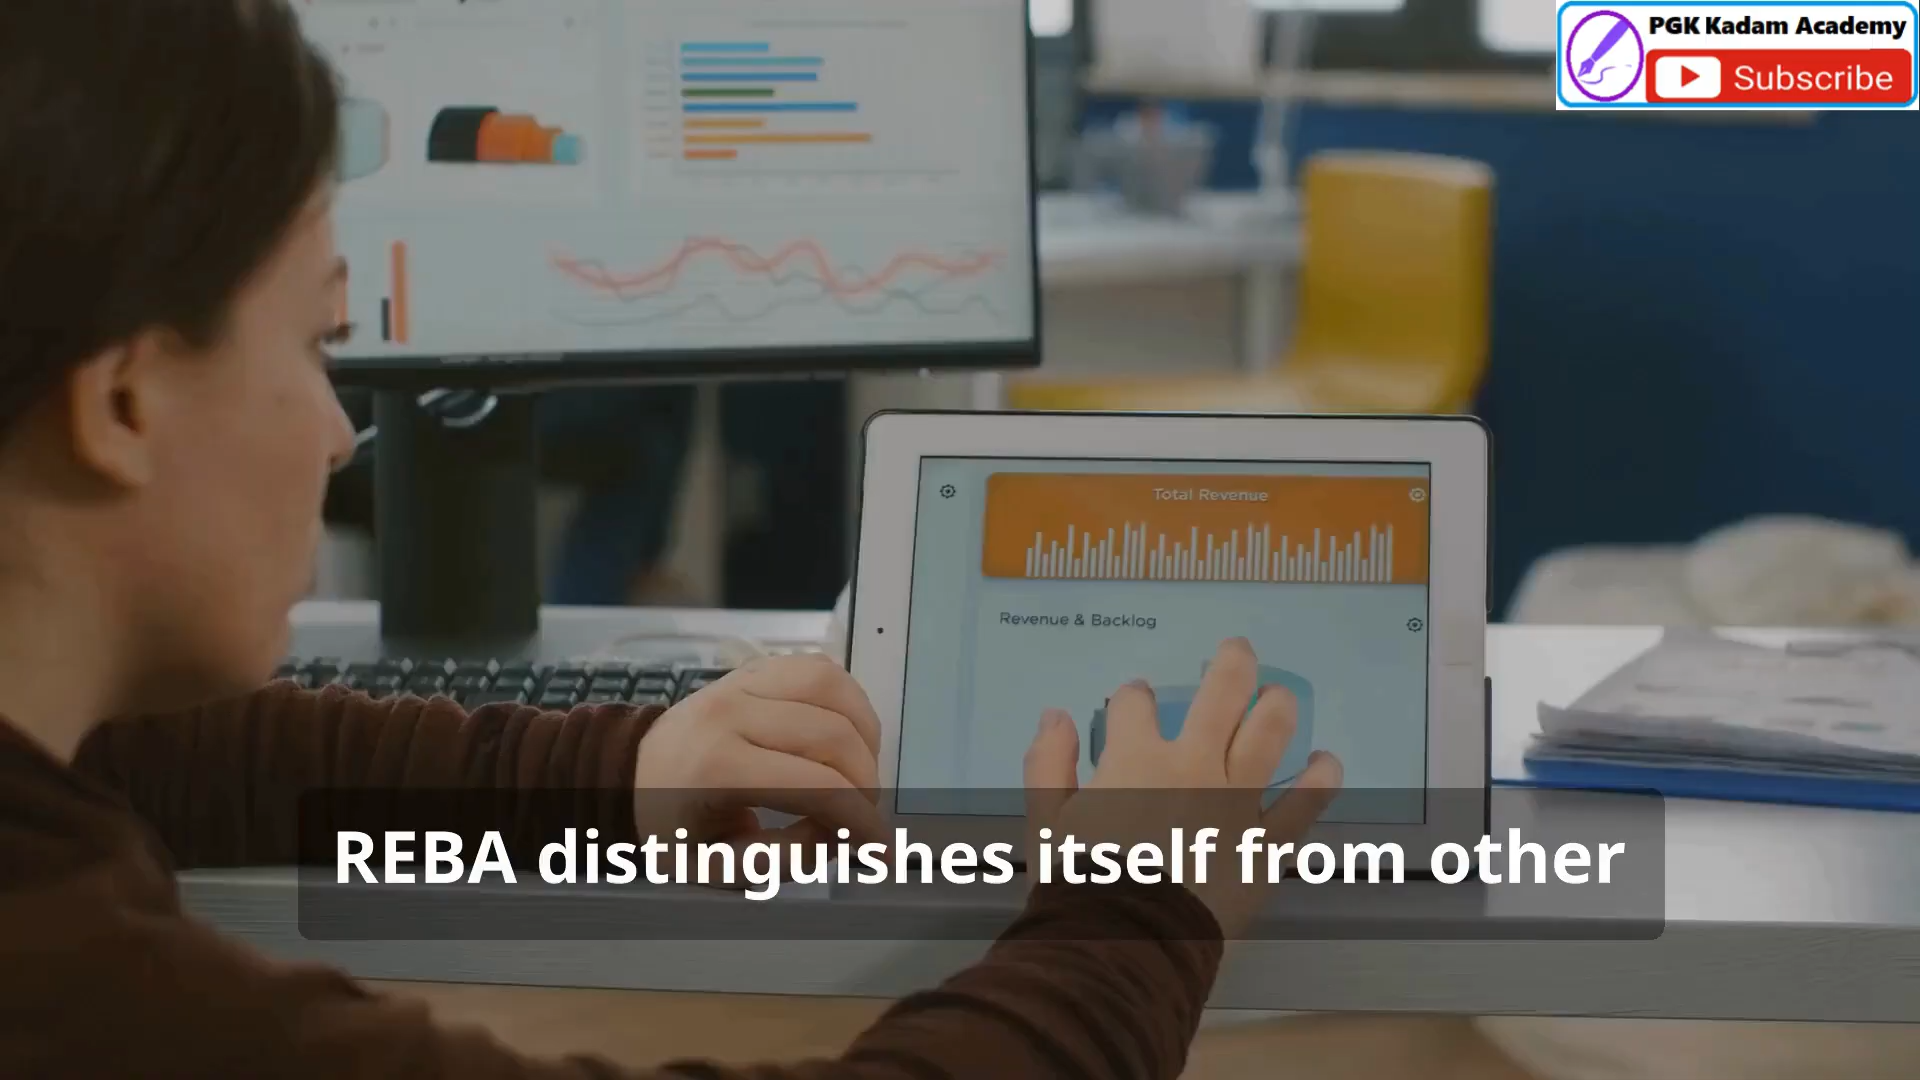 PGK Kadam Academy
Subscribe
Total Revenue
Revenue & Backlog
REBA distinguishes itself from other